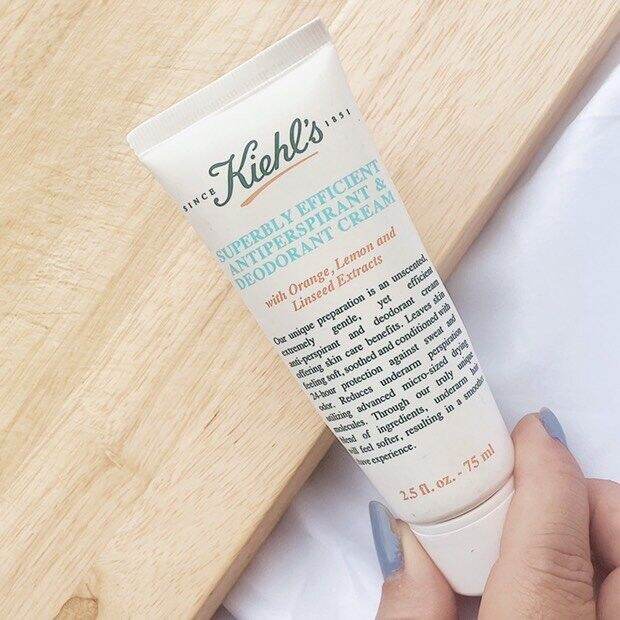 SINCE Kiehl's 1851
SUPERBLY EFFICIENT
ANTIPERSPIRANT &
DEODORANT CREAM
with Orange, Lemon and
Linseed Extracts
Our unique preparation is an unscented,
extremely gentle, yet efficient
anti-perspirant and deodorant cream
offering skin care benefits. Leaves skin
feeling soft, soothed and conditioned with
24-hour protection against sweat and
odor. Reduces underarm perspiration
utilizing advanced micro-sized drying
molecules. Through our truly unique
blend of ingredients, underarm hair
will feel softer, resulting in a smoother
shave experience.
2.5 fl. oz. - 75 ml